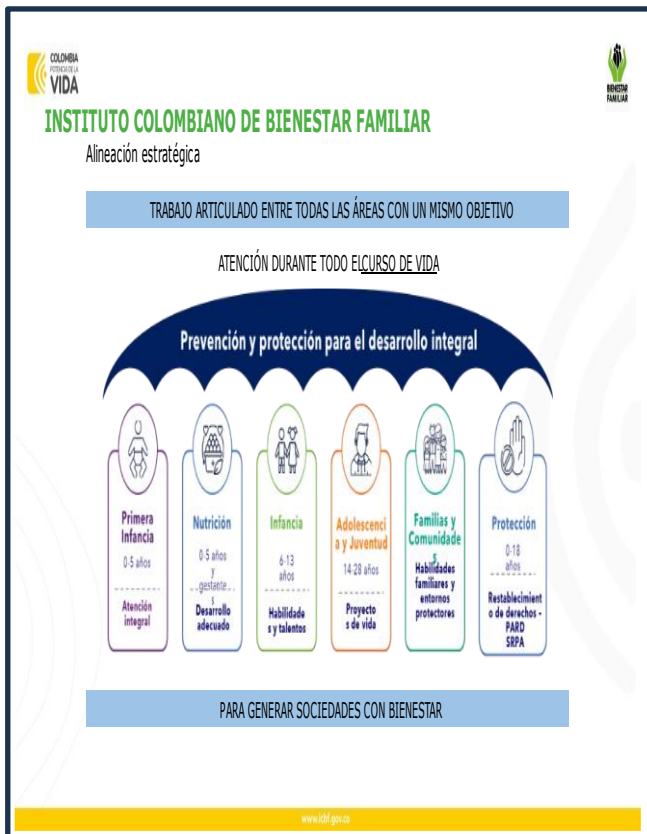 COLOMBIA
POTENCIA DE LA
VIDA
BIENESTAR
FAMILIAR
INSTITUTO COLOMBIANO DE BIENESTAR FAMILIAR
Alineación estratégica
TRABAJO ARTICULADO ENTRE TODAS LAS ÁREAS CON UN MISMO OBJETIVO
ATENCIÓN DURANTE TODO EL CURSO DE VIDA
Prevención y protección para el desarrollo integral
Primera
Infancia
0-5 años
Atención
integral
Nutrición
0-5 años
y
gestante
s
Desarrollo
adecuado
Infancia
6-13
años
Habilidade
s y talentos
Adolescenci
a y Juventud
14-28 años
Proyecto
s de vida
Familias y
Comunidade
s
Habilidades
familiares y
entornos
protectores
Protección
0-18
años
Restablecimient
o de derechos -
PARD
SRPA
PARA GENERAR SOCIEDADES CON BIENESTAR
www.icbf.gov.co